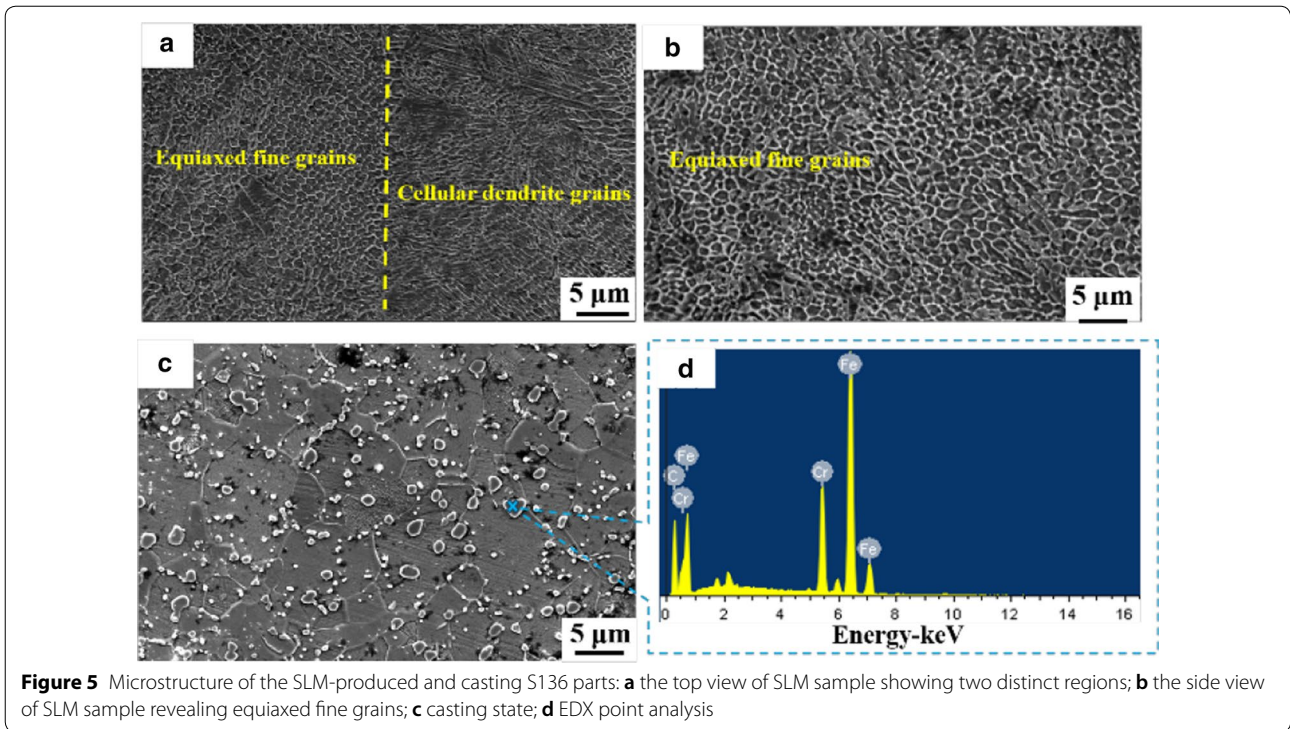 a
Equiaxed fine grains
Cellular dendrite grains
5 µm
b
Equiaxed fine grains
5 µm
c
5 µm
d
Fe
Fe
C
Cr
Cr
Fe
0 2 4 6 8 10 12 14 16
Energy-keV
Figure 5 Microstructure of the SLM-produced and casting S136 parts: a the top view of SLM sample showing two distinct regions; b the side view
of SLM sample revealing equiaxed fine grains; c casting state; d EDX point analysis